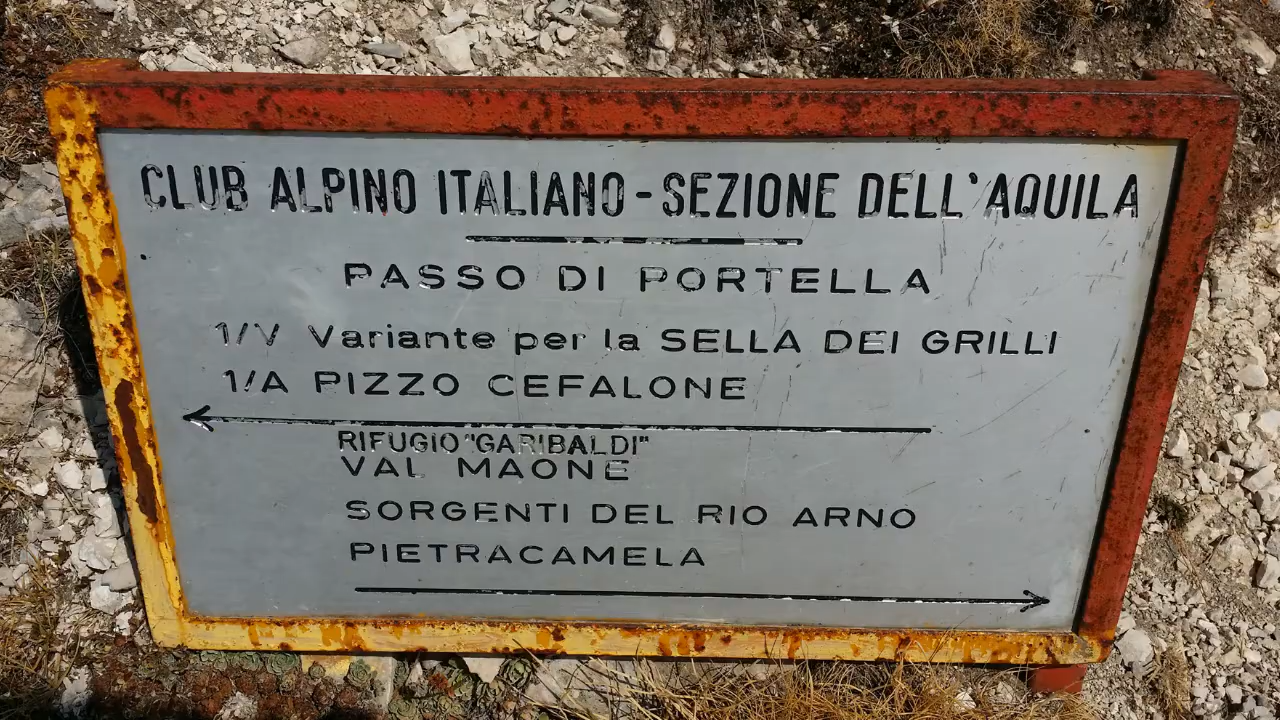 CLUB ALPINO ITALIANO - SEZIONE DELL'AQUILA
PASSO DI PORTELLA
1/V Variante per la SELLA DEI GRILLI
1/A PIZZO CEFALONE
RIFUGIO "GARIBALDI"
VAL MAONE
SORGENTI DEL RIO ARNO
PIETRACAMELA